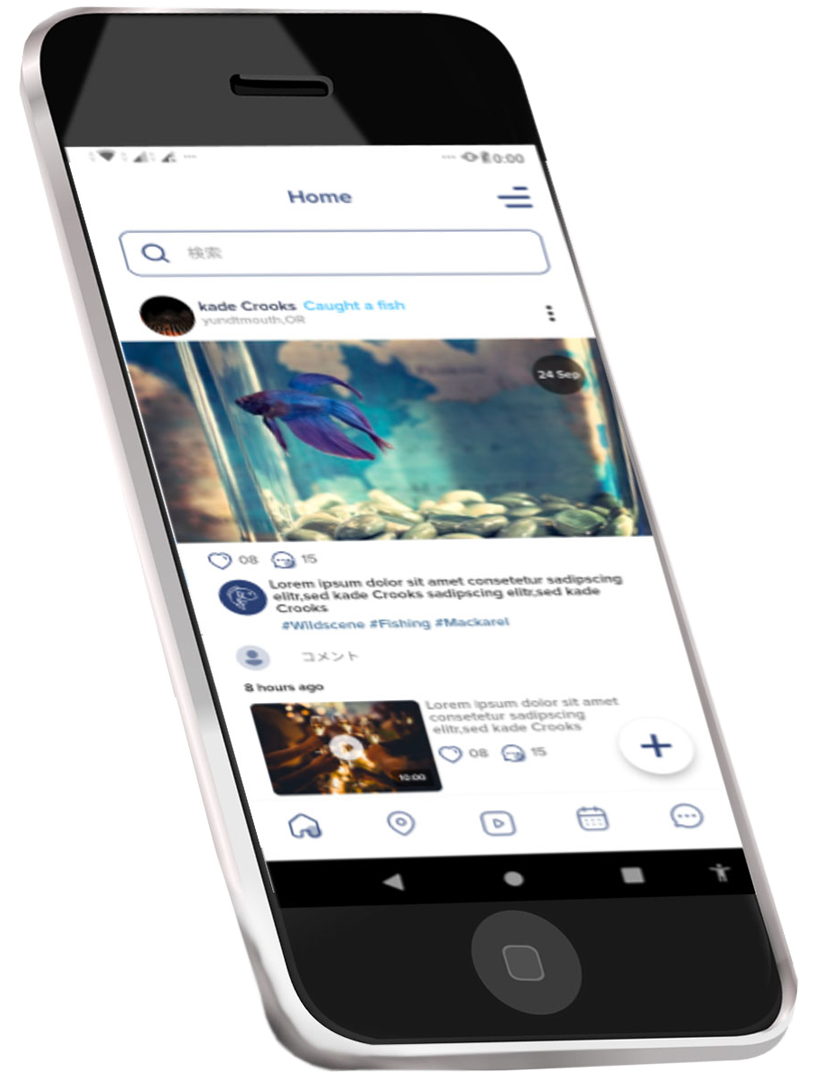 0:00
Home
検索
kade Crooks Caught a fish
yundtmouth,OR
24 Sep
08 15
Lorem ipsum dolor sit amet consetetur sadipscing
elitr,sed kade Crooks sadipscing elitr,sed kade
Crooks
#Wildscene #Fishing #Mackarel
コメント
8 hours ago
Lorem ipsum dolor sit amet
consetetur sadipscing
elitr,sed kade Crooks
08 15
10:00